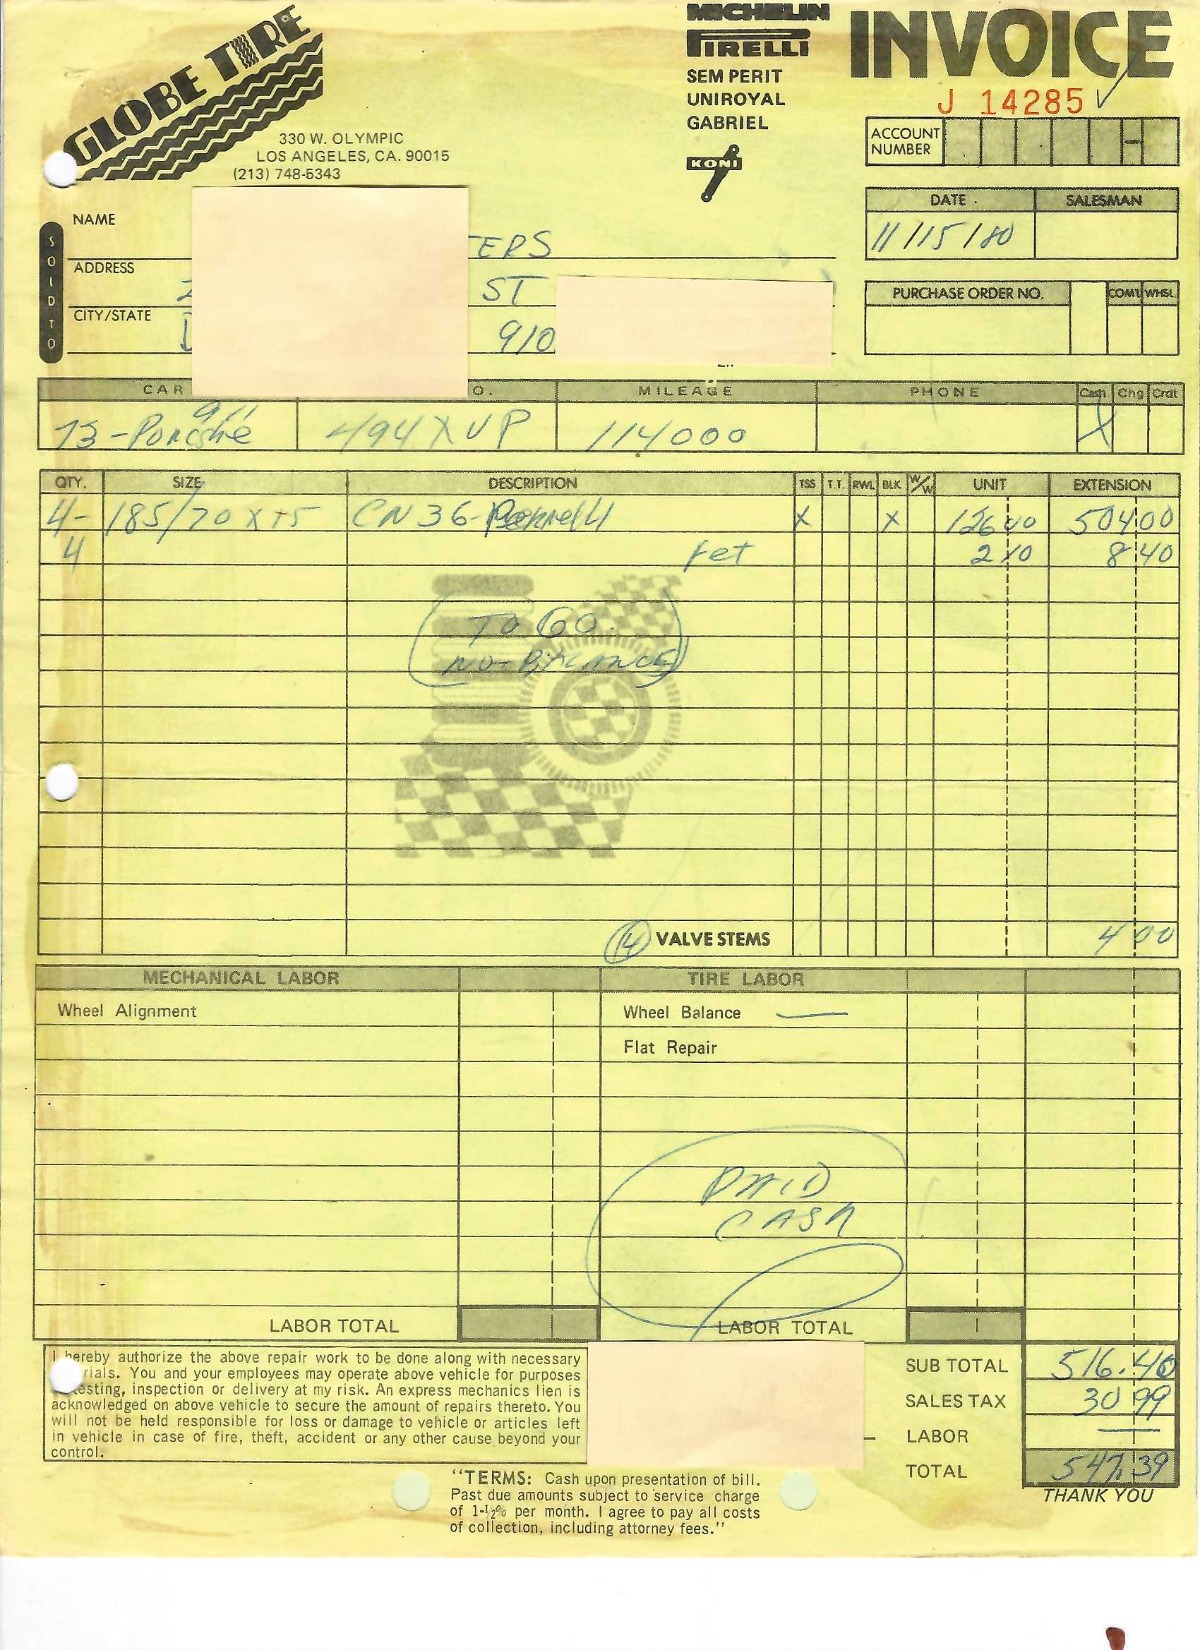 GLOBE TIRE
330 W. OLYMPIC
LOS ANGELES, CA. 90015
(213) 748-5343
MICHELIN
PIRELLI
SEM PERIT
UNIROYAL
GABRIEL
KONI
INVOICE
J 14285
ACCOUNT NUMBER
DATE SALESMAN
11/15/80
PURCHASE ORDER NO. COM'L WHSL
SOLD TO
NAME
TERS
ADDRESS
ST
CITY/STATE
910
CAR O. MILEAGE PHONE Cash Chg Crdt
73-Porsche 911 494XUP 114000 X
QTY. SIZE DESCRIPTION TSS T.T. RWL BLK W/W UNIT EXTENSION
4- 185/70 X 15 CN36- X X 126 00 504 00
4 fet 2 10 8 40
TO GO.
NO-BALANCE
4 VALVE STEMS 4 00
MECHANICAL LABOR TIRE LABOR
Wheel Alignment Wheel Balance —
Flat Repair
PAID
CASH
LABOR TOTAL LABOR TOTAL
I hereby authorize the above repair work to be done along with necessary
rials. You and your employees may operate above vehicle for purposes
testing, inspection or delivery at my risk. An express mechanics lien is
acknowledged on above vehicle to secure the amount of repairs thereto. You
will not be held responsible for loss or damage to vehicle or articles left
in vehicle in case of fire, theft, accident or any other cause beyond your
control.
SUB TOTAL 516.40
SALES TAX 30 99
LABOR —
TOTAL 547.39
THANK YOU
"TERMS: Cash upon presentation of bill.
Past due amounts subject to service charge
of 1-½% per month. I agree to pay all costs
of collection, including attorney fees."